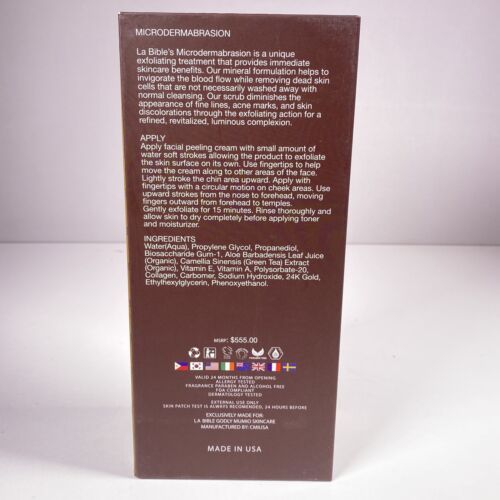 MICRODERMABRASION
La Bible's Microdermabrasion is a unique
exfoliating treatment that provides immediate
skincare benefits. Our mineral formulation helps to
invigorate the blood flow while removing dead skin
cells that are not necessarily washed away with
normal cleansing. Our scrub diminishes the
appearance of fine lines, acne marks, and skin
discolorations through the exfoliating action for a
refined, revitalized, luminous complexion.
APPLY
Apply facial peeling cream with small amount of
water soft strokes allowing the product to exfoliate
the skin surface on its own. Use fingertips to help
move the cream along to other areas of the face.
Lightly stroke the chin area upward. Apply with
fingertips with a circular motion on cheek areas. Use
upward strokes from the nose to forehead, moving
fingers outward from forehead to temples.
Gently exfoliate for 15 minutes. Rinse thoroughly and
allow skin to dry completely before applying toner
and moisturizer.
INGREDIENTS
Water(Aqua), Propylene Glycol, Propanediol,
Biosaccharide Gum-1, Aloe Barbadensis Leaf Juice
(Organic), Camellia Sinensis (Green Tea) Extract
(Organic), Vitamin E, Vitamin A, Polysorbate-20,
Collagen, Carbomer, Sodium Hydroxide, 24K Gold,
Ethylhexylglycerin, Phenoxyethanol.
MSRP: $555.00
VALID 24 MONTHS FROM OPENING
ALLERGY TESTED
FRAGRANCE PARABEN AND ALCOHOL FREE
FDA COMPLIANT
DERMATOLOGY TESTED
EXTERNAL USE ONLY
SKIN PATCH TEST IS ALWAYS RECOMENDED, 24 HOURS BEFORE
EXCLUSIVELY MADE FOR:
LA BIBLE GODLY MUMIO SKINCARE
MANUFACTURED BY: CMIUSA
MADE IN USA